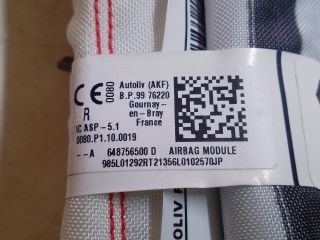 CE 0080
Autoliv (AKF)
B.P.99 76220
Gournay-
en-Bray
France
R
ASP-5.1
0080.P1.10.0019
--A 648756500 D AIRBAG MODULE
985L01292RT21356L0102570JP
OLIV